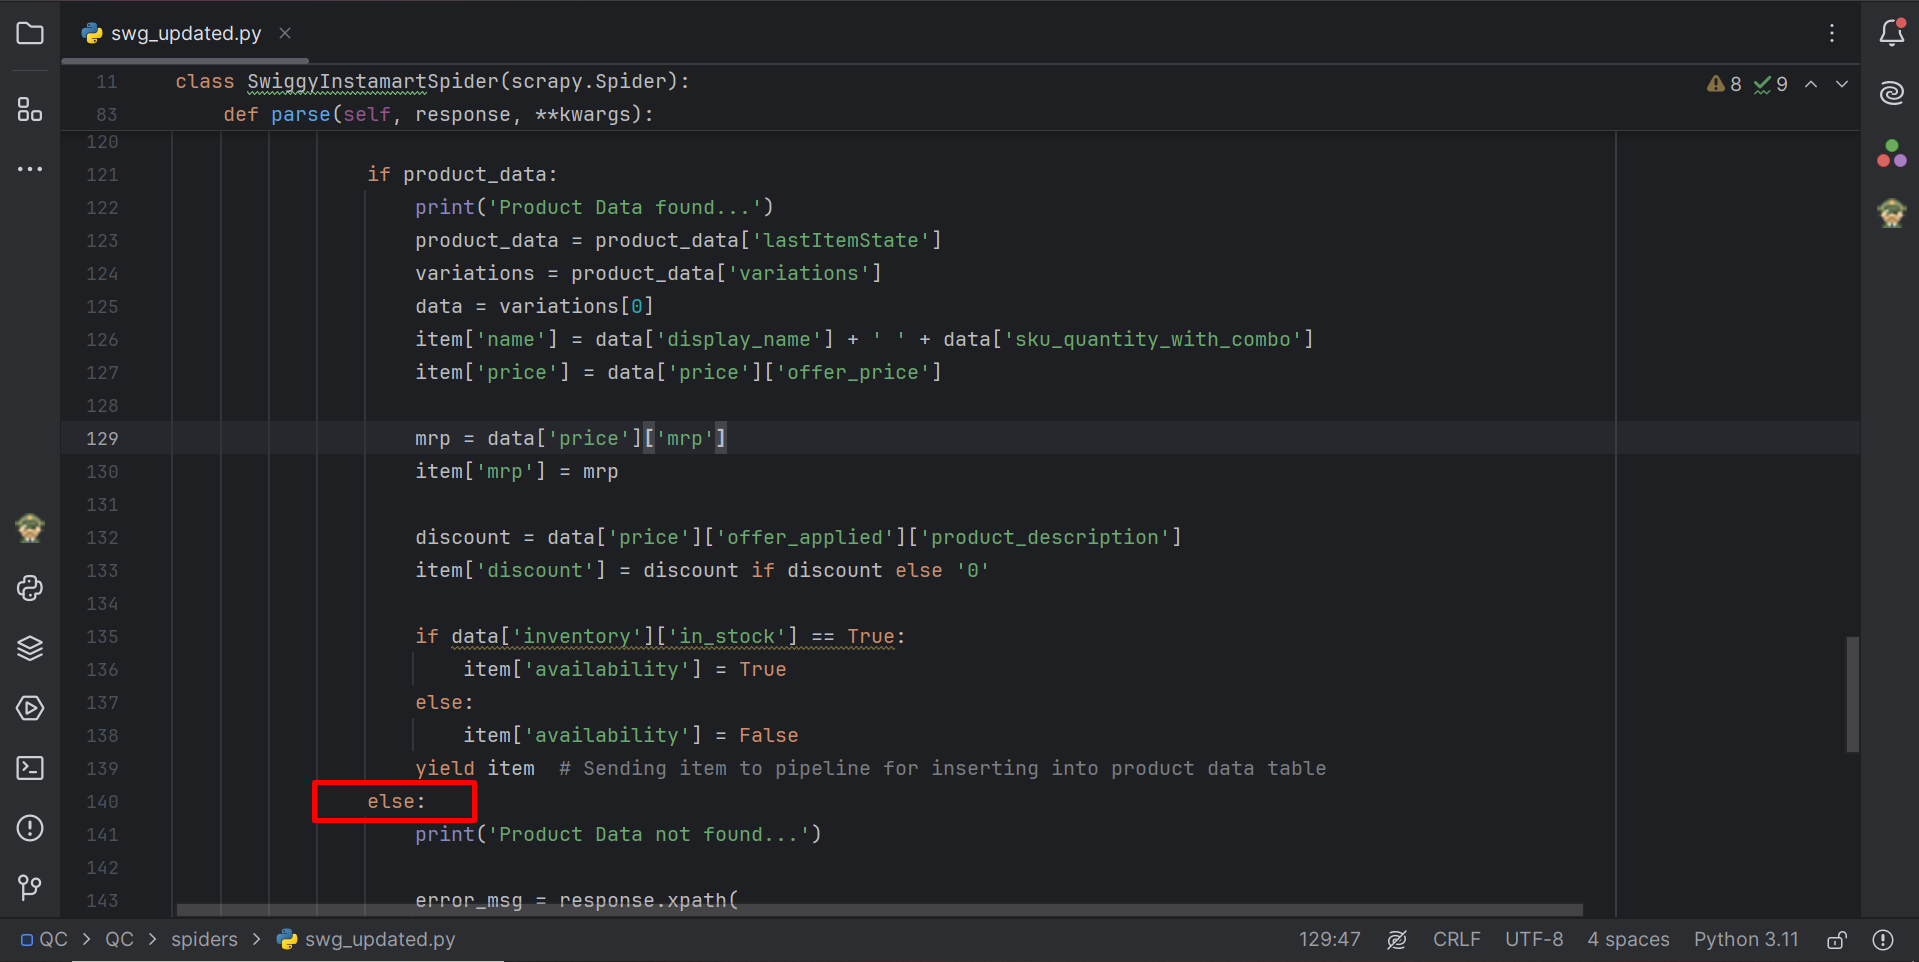 swg_updated.py
11 class SwiggyInstamartSpider(scrapy.Spider):
8 9
83 def parse(self, response, **kwargs):
120
121 if product_data:
122 print('Product Data found...')
123 product_data = product_data['lastItemState']
124 variations = product_data['variations']
125 data = variations[0]
126 item['name'] = data['display_name'] + ' ' + data['sku_quantity_with_combo']
127 item['price'] = data['price']['offer_price']
128
129 mrp = data['price']['mrp']
130 item['mrp'] = mrp
131
132 discount = data['price']['offer_applied']['product_description']
133 item['discount'] = discount if discount else '0'
134
135 if data['inventory']['in_stock'] == True:
136 item['availability'] = True
137 else:
138 item['availability'] = False
139 yield item # Sending item to pipeline for inserting into product data table
140 else:
141 print('Product Data not found...')
142
143 error_msg = response.xpath(
QC > QC > spiders > swg_updated.py
129:47 CRLF UTF-8 4 spaces Python 3.11